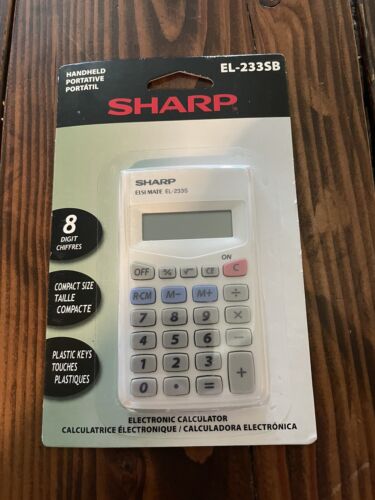 HANDHELD
PORTATIVE
PORTÁTIL
EL-233SB
SHARP
SHARP
ELSI MATE EL-233S
8
DIGIT
CHIFFRES
COMPACT SIZE
TAILLE
COMPACTE
PLASTIC KEYS
TOUCHES
PLASTIQUES
ON
OFF % √ CE C
R·CM M− M+ ÷
7 8 9 ×
4 5 6 −
1 2 3 +
0 • =
ELECTRONIC CALCULATOR
CALCULATRICE ÉLECTRONIQUE / CALCULADORA ELECTRÓNICA